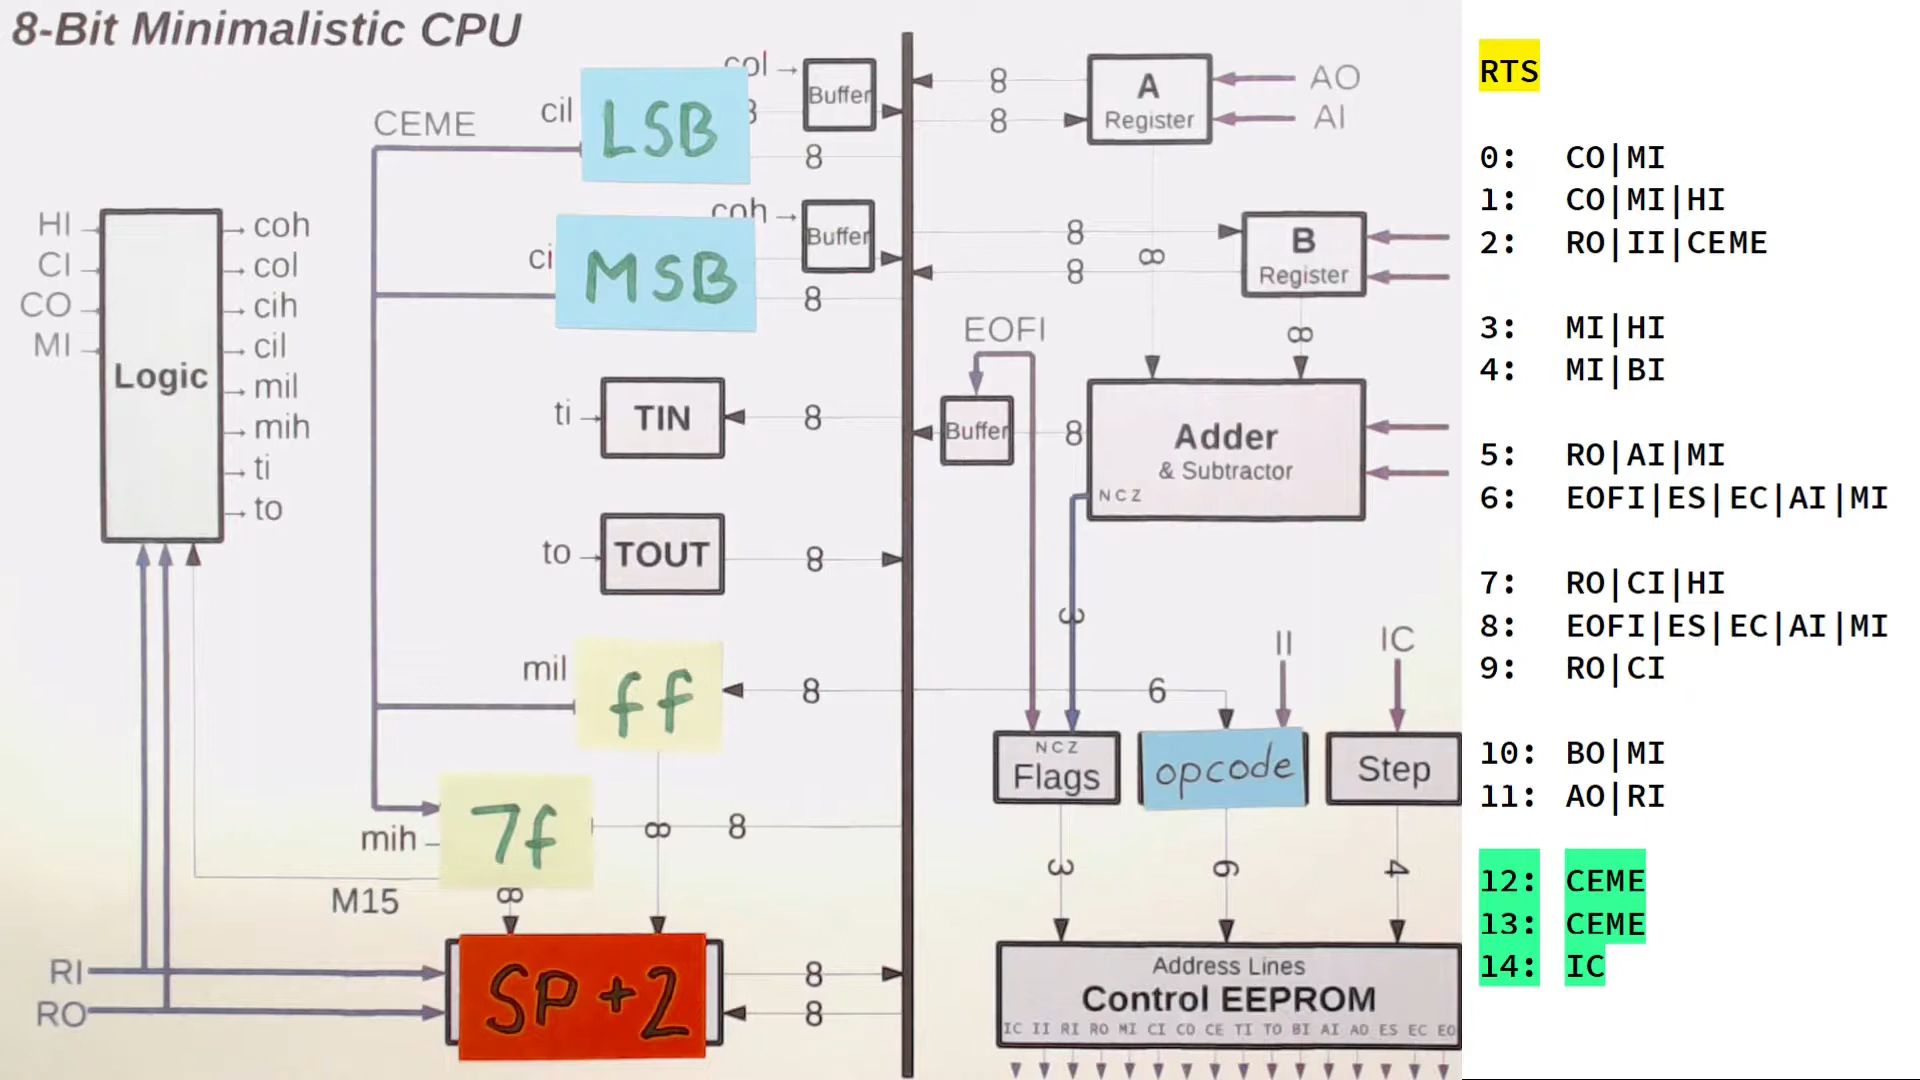 8-Bit Minimalistic CPU
CEME
cil
LSB
col
8
Buffer
8
MSB
coh
Buffer
8
HI
CI
CO
MI
Logic
coh
col
cih
cil
mil
mih
ti
to
ti
TIN
8
to
TOUT
8
mil
ff
8
mih
7f
8
8
8
M15
RI
RO
SP+2
8
8
8
8
A
Register
AO
AI
8
8
8
B
Register
8
EOFI
Buffer
8
Adder
& Subtractor
N C Z
3
6
II
IC
N C Z
Flags
opcode
Step
3
6
4
Address Lines
Control EEPROM
IC II RI RO MI CI CO CE TI TO BI AI AO ES EC EO
RTS
0: CO|MI
1: CO|MI|HI
2: RO|II|CEME
3: MI|HI
4: MI|BI
5: RO|AI|MI
6: EOFI|ES|EC|AI|MI
7: RO|CI|HI
8: EOFI|ES|EC|AI|MI
9: RO|CI
10: BO|MI
11: AO|RI
12: CEME
13: CEME
14: IC